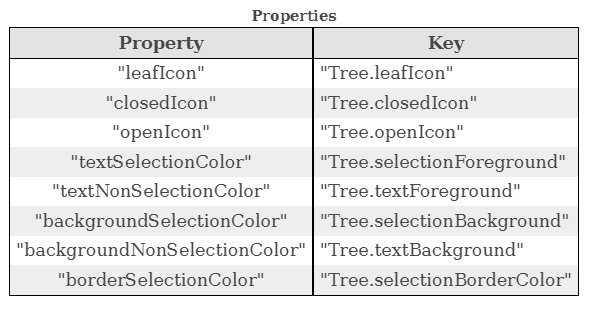 Properties
Property Key
"leafIcon" "Tree.leafIcon"
"closedIcon" "Tree.closedIcon"
"openIcon" "Tree.openIcon"
"textSelectionColor" "Tree.selectionForeground"
"textNonSelectionColor" "Tree.textForeground"
"backgroundSelectionColor" "Tree.selectionBackground"
"backgroundNonSelectionColor" "Tree.textBackground"
"borderSelectionColor" "Tree.selectionBorderColor"